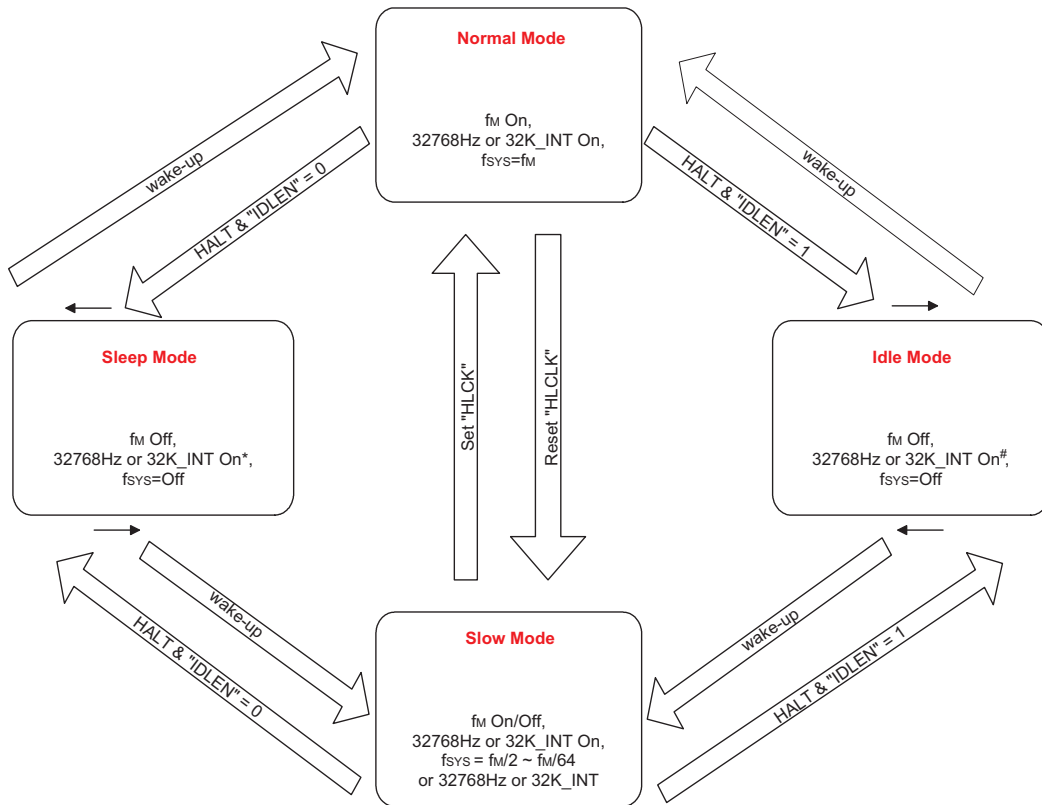 Normal Mode
fM On,
32768Hz or 32K_INT On,
fSYS=fM
wake-up
HALT & "IDLEN" = 0
HALT & "IDLEN" = 1
wake-up
Sleep Mode
fM Off,
32768Hz or 32K_INT On*,
fSYS=Off
Set "HLCK"
Reset "HLCLK"
Idle Mode
fM Off,
32768Hz or 32K_INT On#,
fSYS=Off
wake-up
HALT & "IDLEN" = 0
wake-up
HALT & "IDLEN" = 1
Slow Mode
fM On/Off,
32768Hz or 32K_INT On,
fSYS = fM/2 ~ fM/64
or 32768Hz or 32K_INT